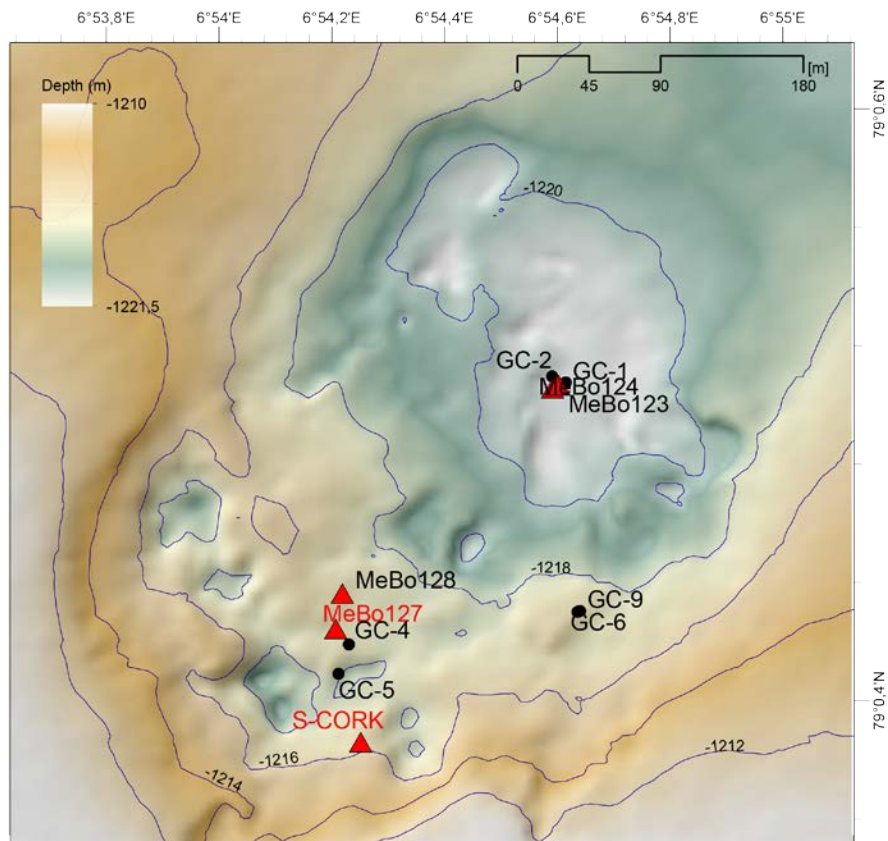 6°53,8'E 6°54'E 6°54,2'E 6°54,4'E 6°54,6'E 6°54,8'E 6°55'E
Depth (m)
-1210
-1221,5
0 45 90 180
[m]
79°0,6'N
-1220
GC-2
GC-1
MeBo124
MeBo123
-1218
MeBo128
MeBo127
GC-4
GC-9
GC-6
GC-5
S-CORK
79°0,4'N
-1216
-1214
-1212